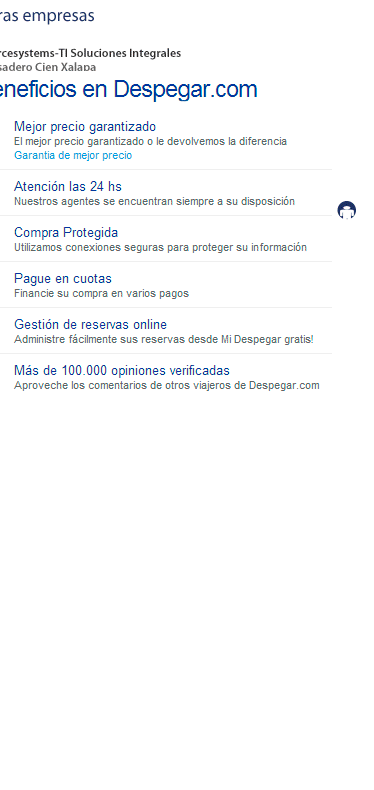 ras empresas
rcesystems-TI Soluciones Integrales
sadero Cien Xalapa
eneficios en Despegar.com
Mejor precio garantizado
El mejor precio garantizado o le devolvemos la diferencia
Garantia de mejor precio
Atención las 24 hs
Nuestros agentes se encuentran siempre a su disposición
Compra Protegida
Utilizamos conexiones seguras para proteger su información
Pague en cuotas
Financie su compra en varios pagos
Gestión de reservas online
Administre fácilmente sus reservas desde Mi Despegar gratis!
Más de 100.000 opiniones verificadas
Aproveche los comentarios de otros viajeros de Despegar.com